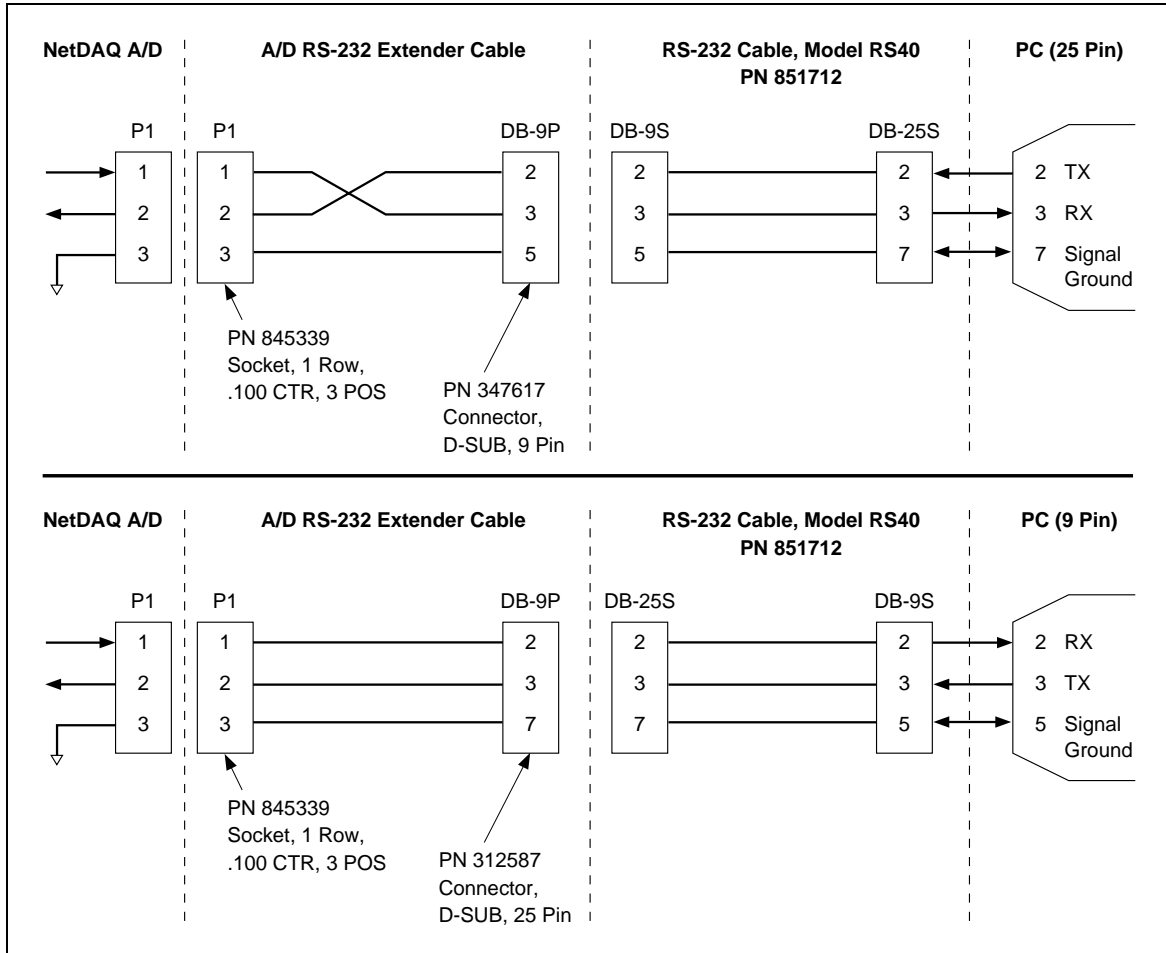 NetDAQ A/D
A/D RS-232 Extender Cable
RS-232 Cable, Model RS40
PN 851712
PC (25 Pin)
P1
P1
DB-9P
DB-9S
DB-25S
1 1 2 2 2 2 TX
2 2 3 3 3 3 RX
3 3 5 5 7 7 Signal
Ground
PN 845339
Socket, 1 Row,
.100 CTR, 3 POS
PN 347617
Connector,
D-SUB, 9 Pin
NetDAQ A/D
A/D RS-232 Extender Cable
RS-232 Cable, Model RS40
PN 851712
PC (9 Pin)
P1
P1
DB-9P
DB-25S
DB-9S
1 1 2 2 2 2 RX
2 2 3 3 3 3 TX
3 3 7 7 5 5 Signal
Ground
PN 845339
Socket, 1 Row,
.100 CTR, 3 POS
PN 312587
Connector,
D-SUB, 25 Pin